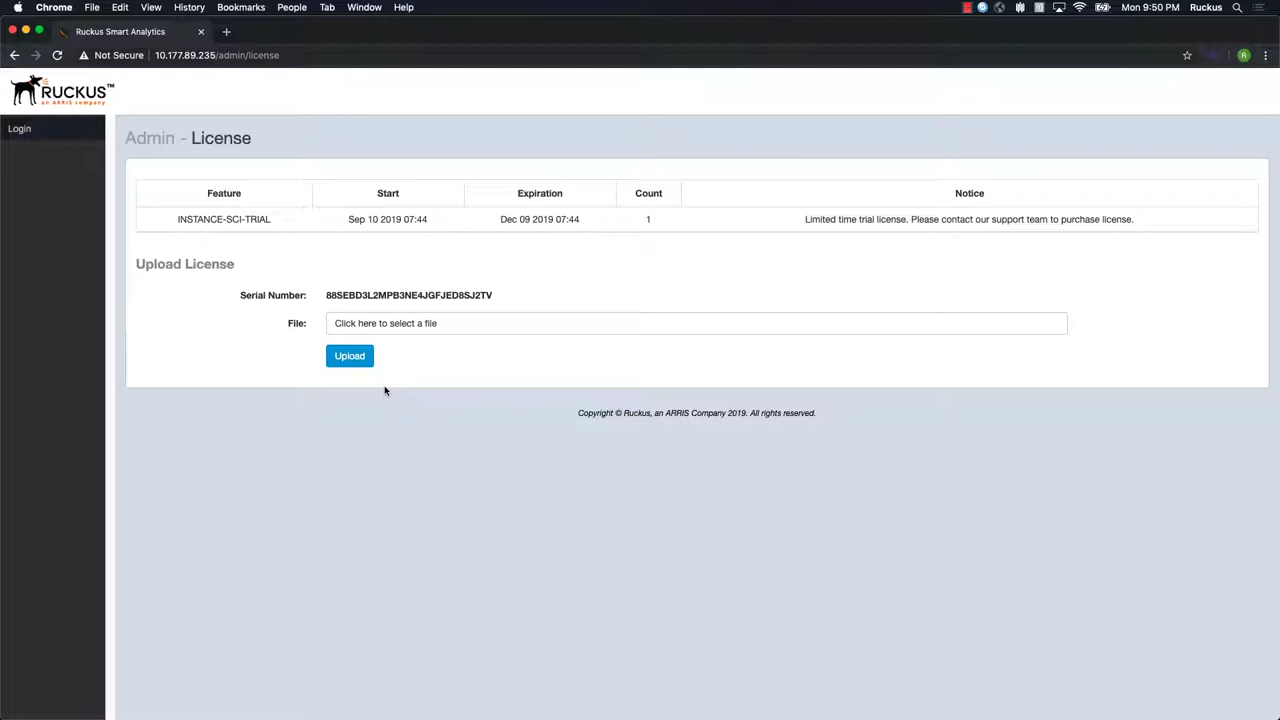 Chrome File Edit View History Bookmarks People Tab Window Help Mon 9:50 PM Ruckus
Ruckus Smart Analytics
Not Secure 10.177.89.235/admin/license
R
RUCKUS™
an ARRIS company
Login
Admin - License
Feature Start Expiration Count Notice
INSTANCE-SCI-TRIAL Sep 10 2019 07:44 Dec 09 2019 07:44 1 Limited time trial license. Please contact our support team to purchase license.
Upload License
Serial Number: 88SEBD3L2MPB3NE4JGFJED8SJ2TV
File: Click here to select a file
Upload
Copyright © Ruckus, an ARRIS Company 2019. All rights reserved.